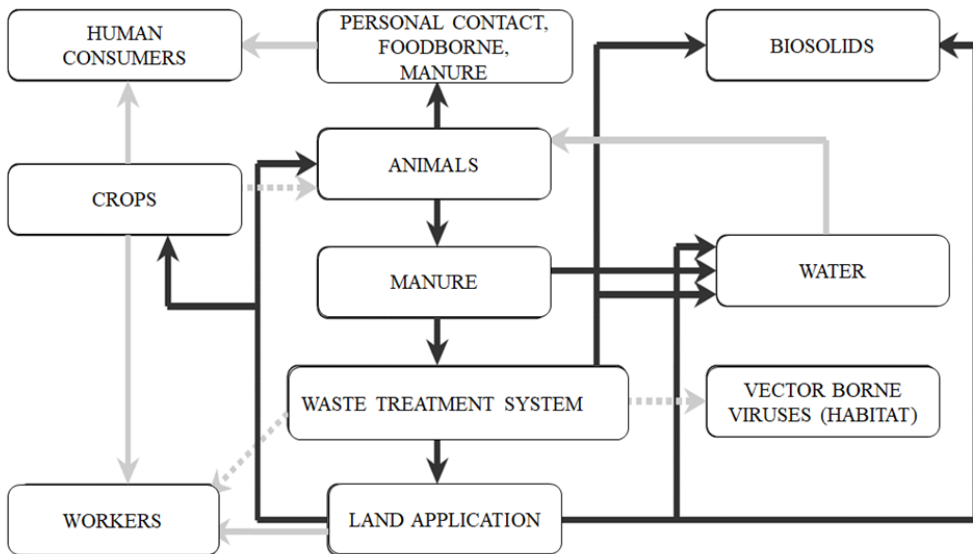 HUMAN
CONSUMERS
PERSONAL CONTACT,
FOODBORNE,
MANURE
BIOSOLIDS
ANIMALS
CROPS
MANURE
WATER
WASTE TREATMENT SYSTEM
VECTOR BORNE
VIRUSES (HABITAT)
WORKERS
LAND APPLICATION